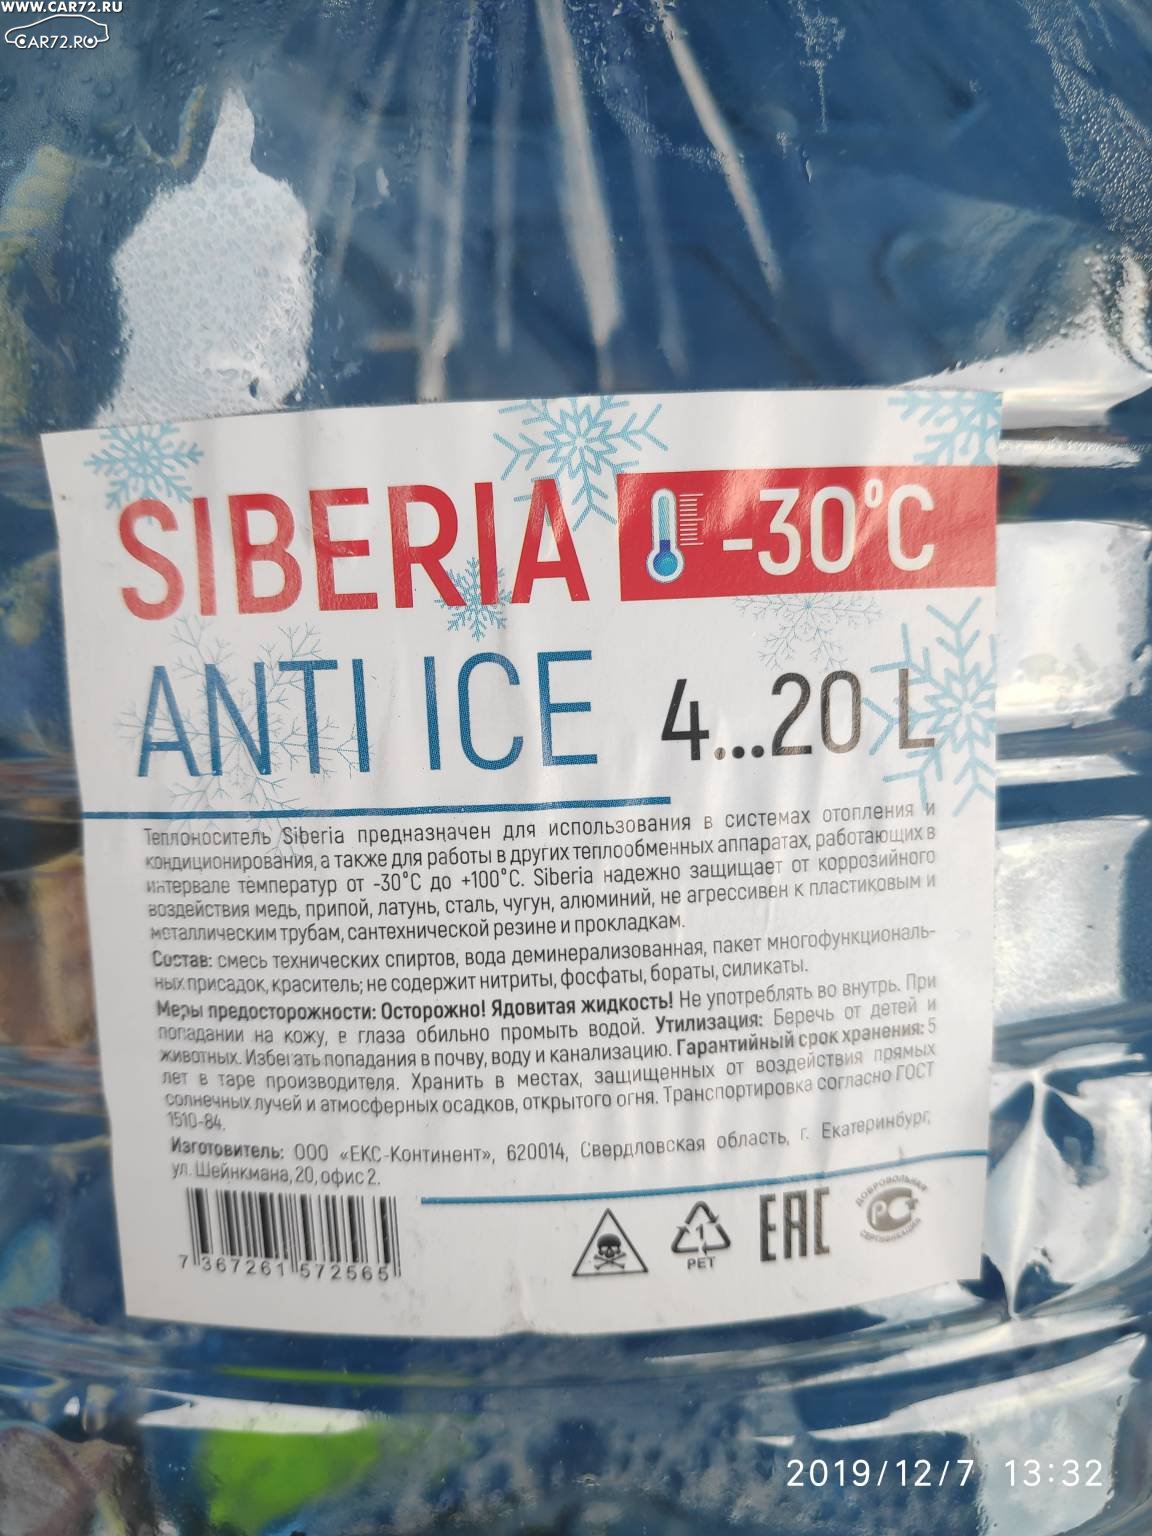 WWW.CAR72.RU
CAR72.RU
SIBERIA -30°C
ANTI ICE 4...20 L
Теплоноситель Siberia предназначен для использования в системах отопления и
кондиционирования, а также для работы в других теплообменных аппаратах, работающих в
интервале температур от -30°C до +100°C. Siberia надежно защищает от коррозийного
воздействия медь, припой, латунь, сталь, чугун, алюминий, не агрессивен к пластиковым и
металлическим трубам, сантехнической резине и прокладкам.
Состав: смесь технических спиртов, вода деминерализованная, пакет многофункциональ-
ных присадок, краситель; не содержит нитриты, фосфаты, бораты, силикаты.
Меры предосторожности: Осторожно! Ядовитая жидкость! Не употреблять во внутрь. При
попадании на кожу, в глаза обильно промыть водой. Утилизация: Беречь от детей и
животных. Избегать попадания в почву, воду и канализацию. Гарантийный срок хранения: 5
лет в таре производителя. Хранить в местах, защищенных от воздействия прямых
солнечных лучей и атмосферных осадков, открытого огня. Транспортировка согласно ГОСТ
1510-84.
Изготовитель: ООО «ЕКС-Континент», 620014, Свердловская область, г. Екатеринбург,
ул. Шейнкмана, 20, офис 2.
7 367261 572565
1
PET
EAC
ДОБРОВОЛЬНАЯ
РСТ
СЕРТИФИКАЦИЯ
2019/12/7 13:32